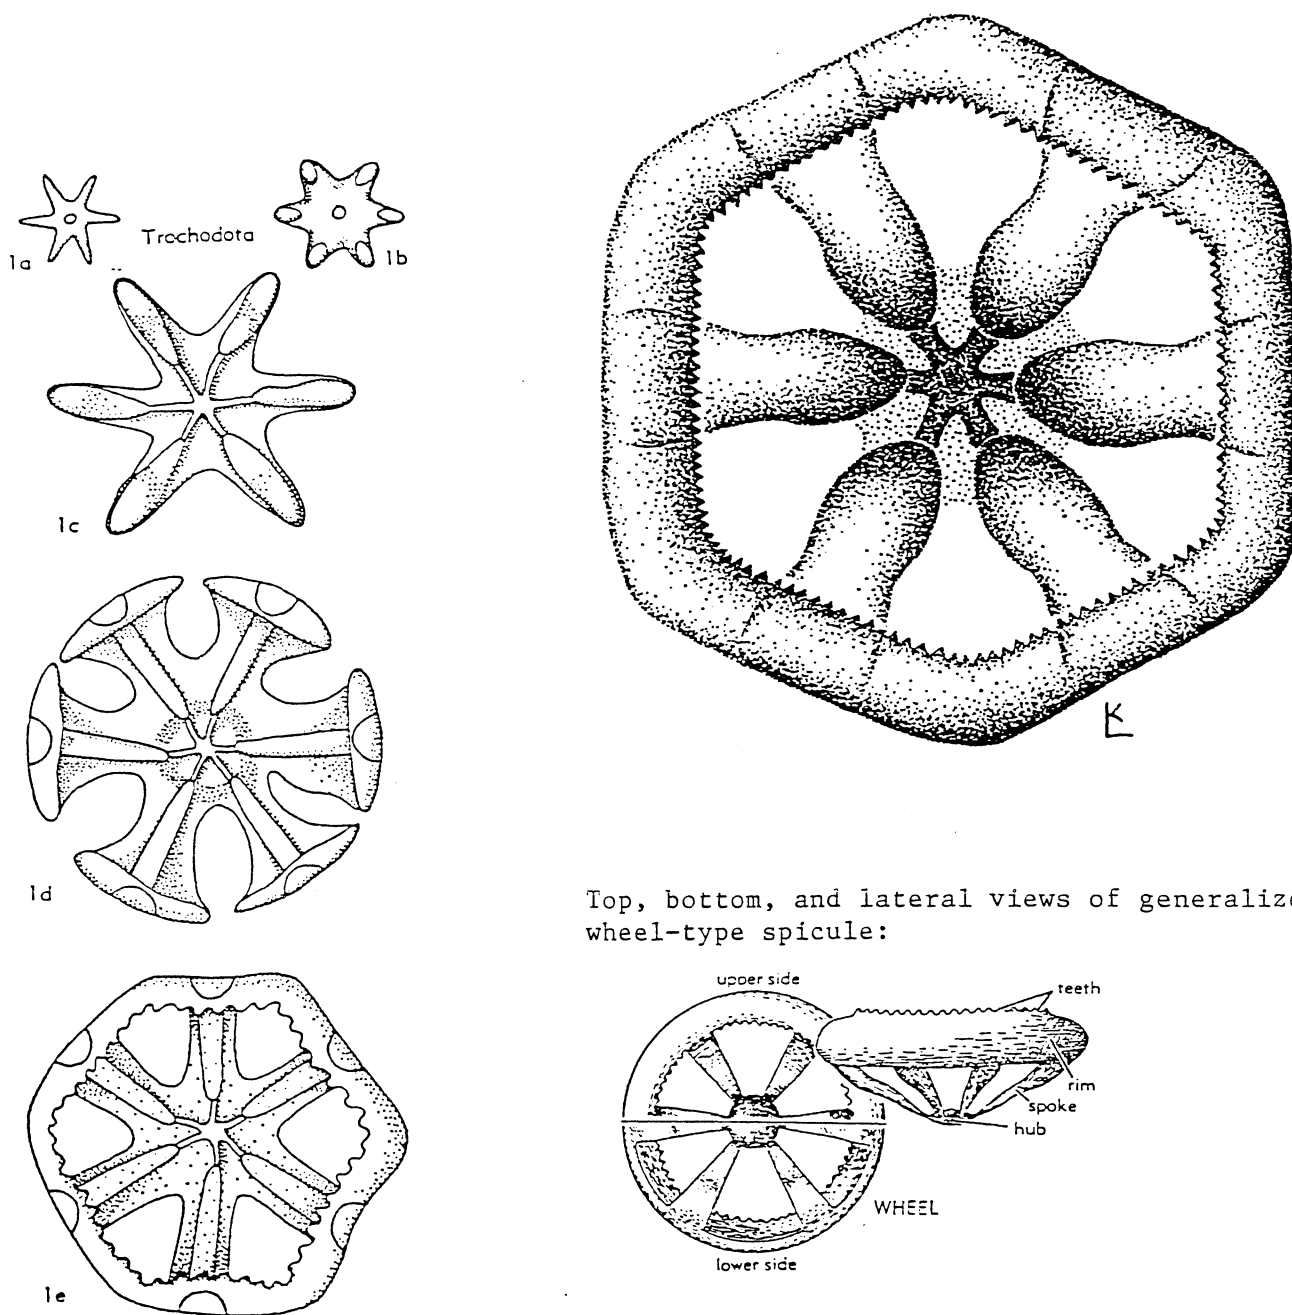 1a
Trochodota
1b
1c
1d
1e
Top, bottom, and lateral views of generaliz
wheel-type spicule:
upper side
teeth
rim
spoke
hub
WHEEL
lower side